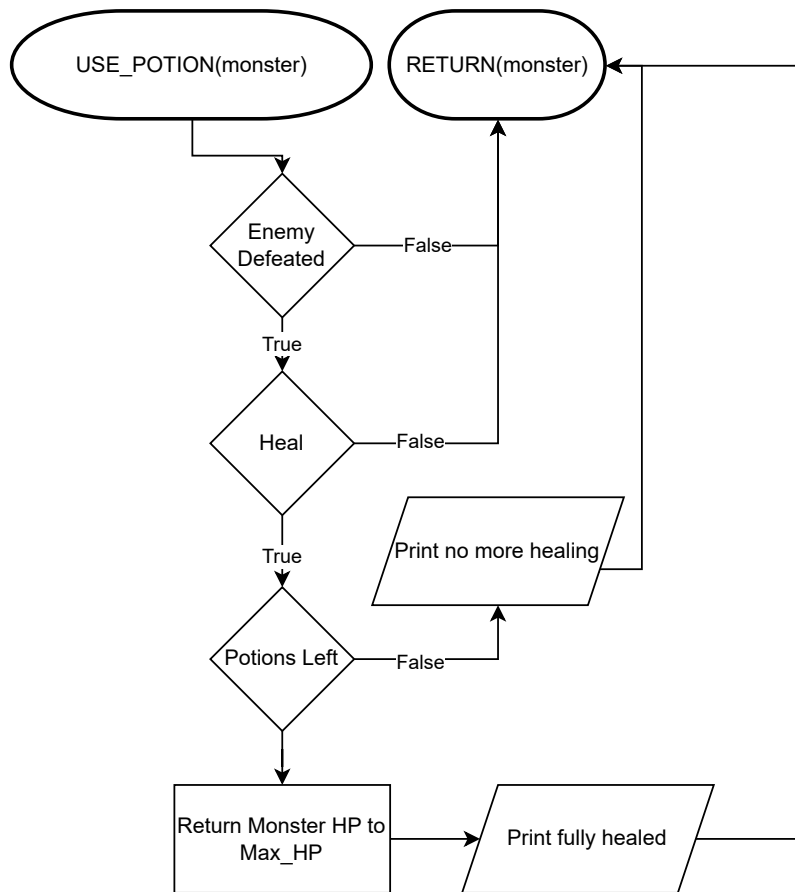 USE_POTION(monster)
RETURN(monster)
Enemy
Defeated
False
True
Heal
False
True
Print no more healing
Potions Left
False
Return Monster HP to
Max_HP
Print fully healed